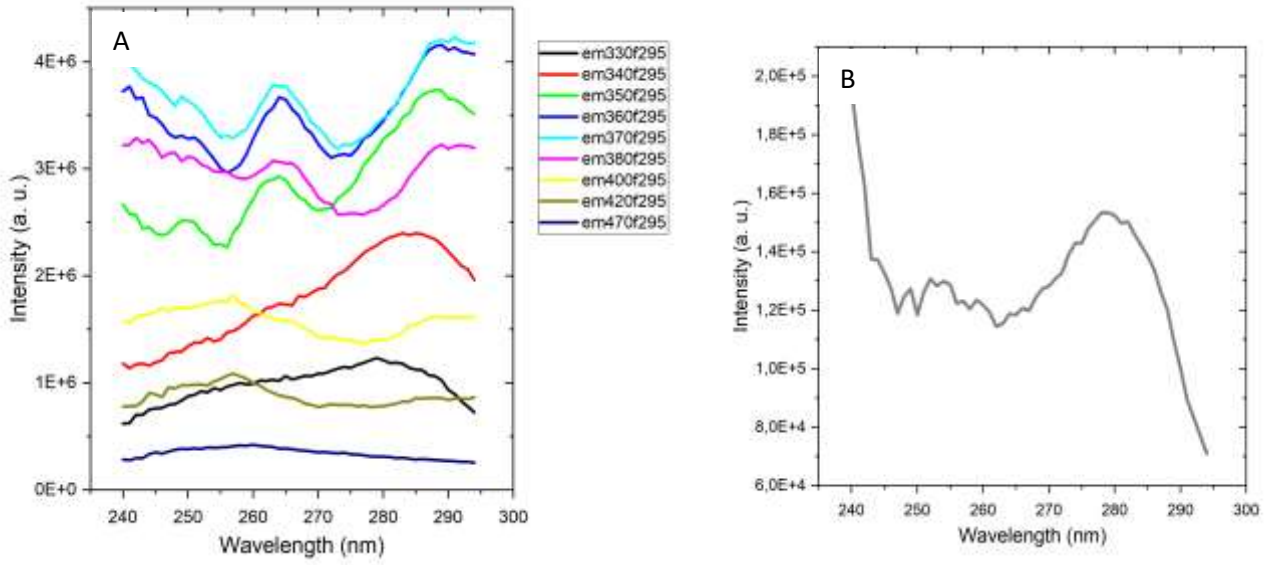 A
4E+6
3E+6
2E+6
1E+6
0E+0
Intensity (a. u.)
240 250 260 270 280 290 300
Wavelength (nm)
em330f295
em340f295
em350f295
em360f295
em370f295
em380f295
em400f295
em420f295
em470f295
B
2,0E+5
1,8E+5
1,6E+5
1,4E+5
1,2E+5
1,0E+5
8,0E+4
6,0E+4
Intensity (a. u.)
240 250 260 270 280 290 300
Wavelength (nm)